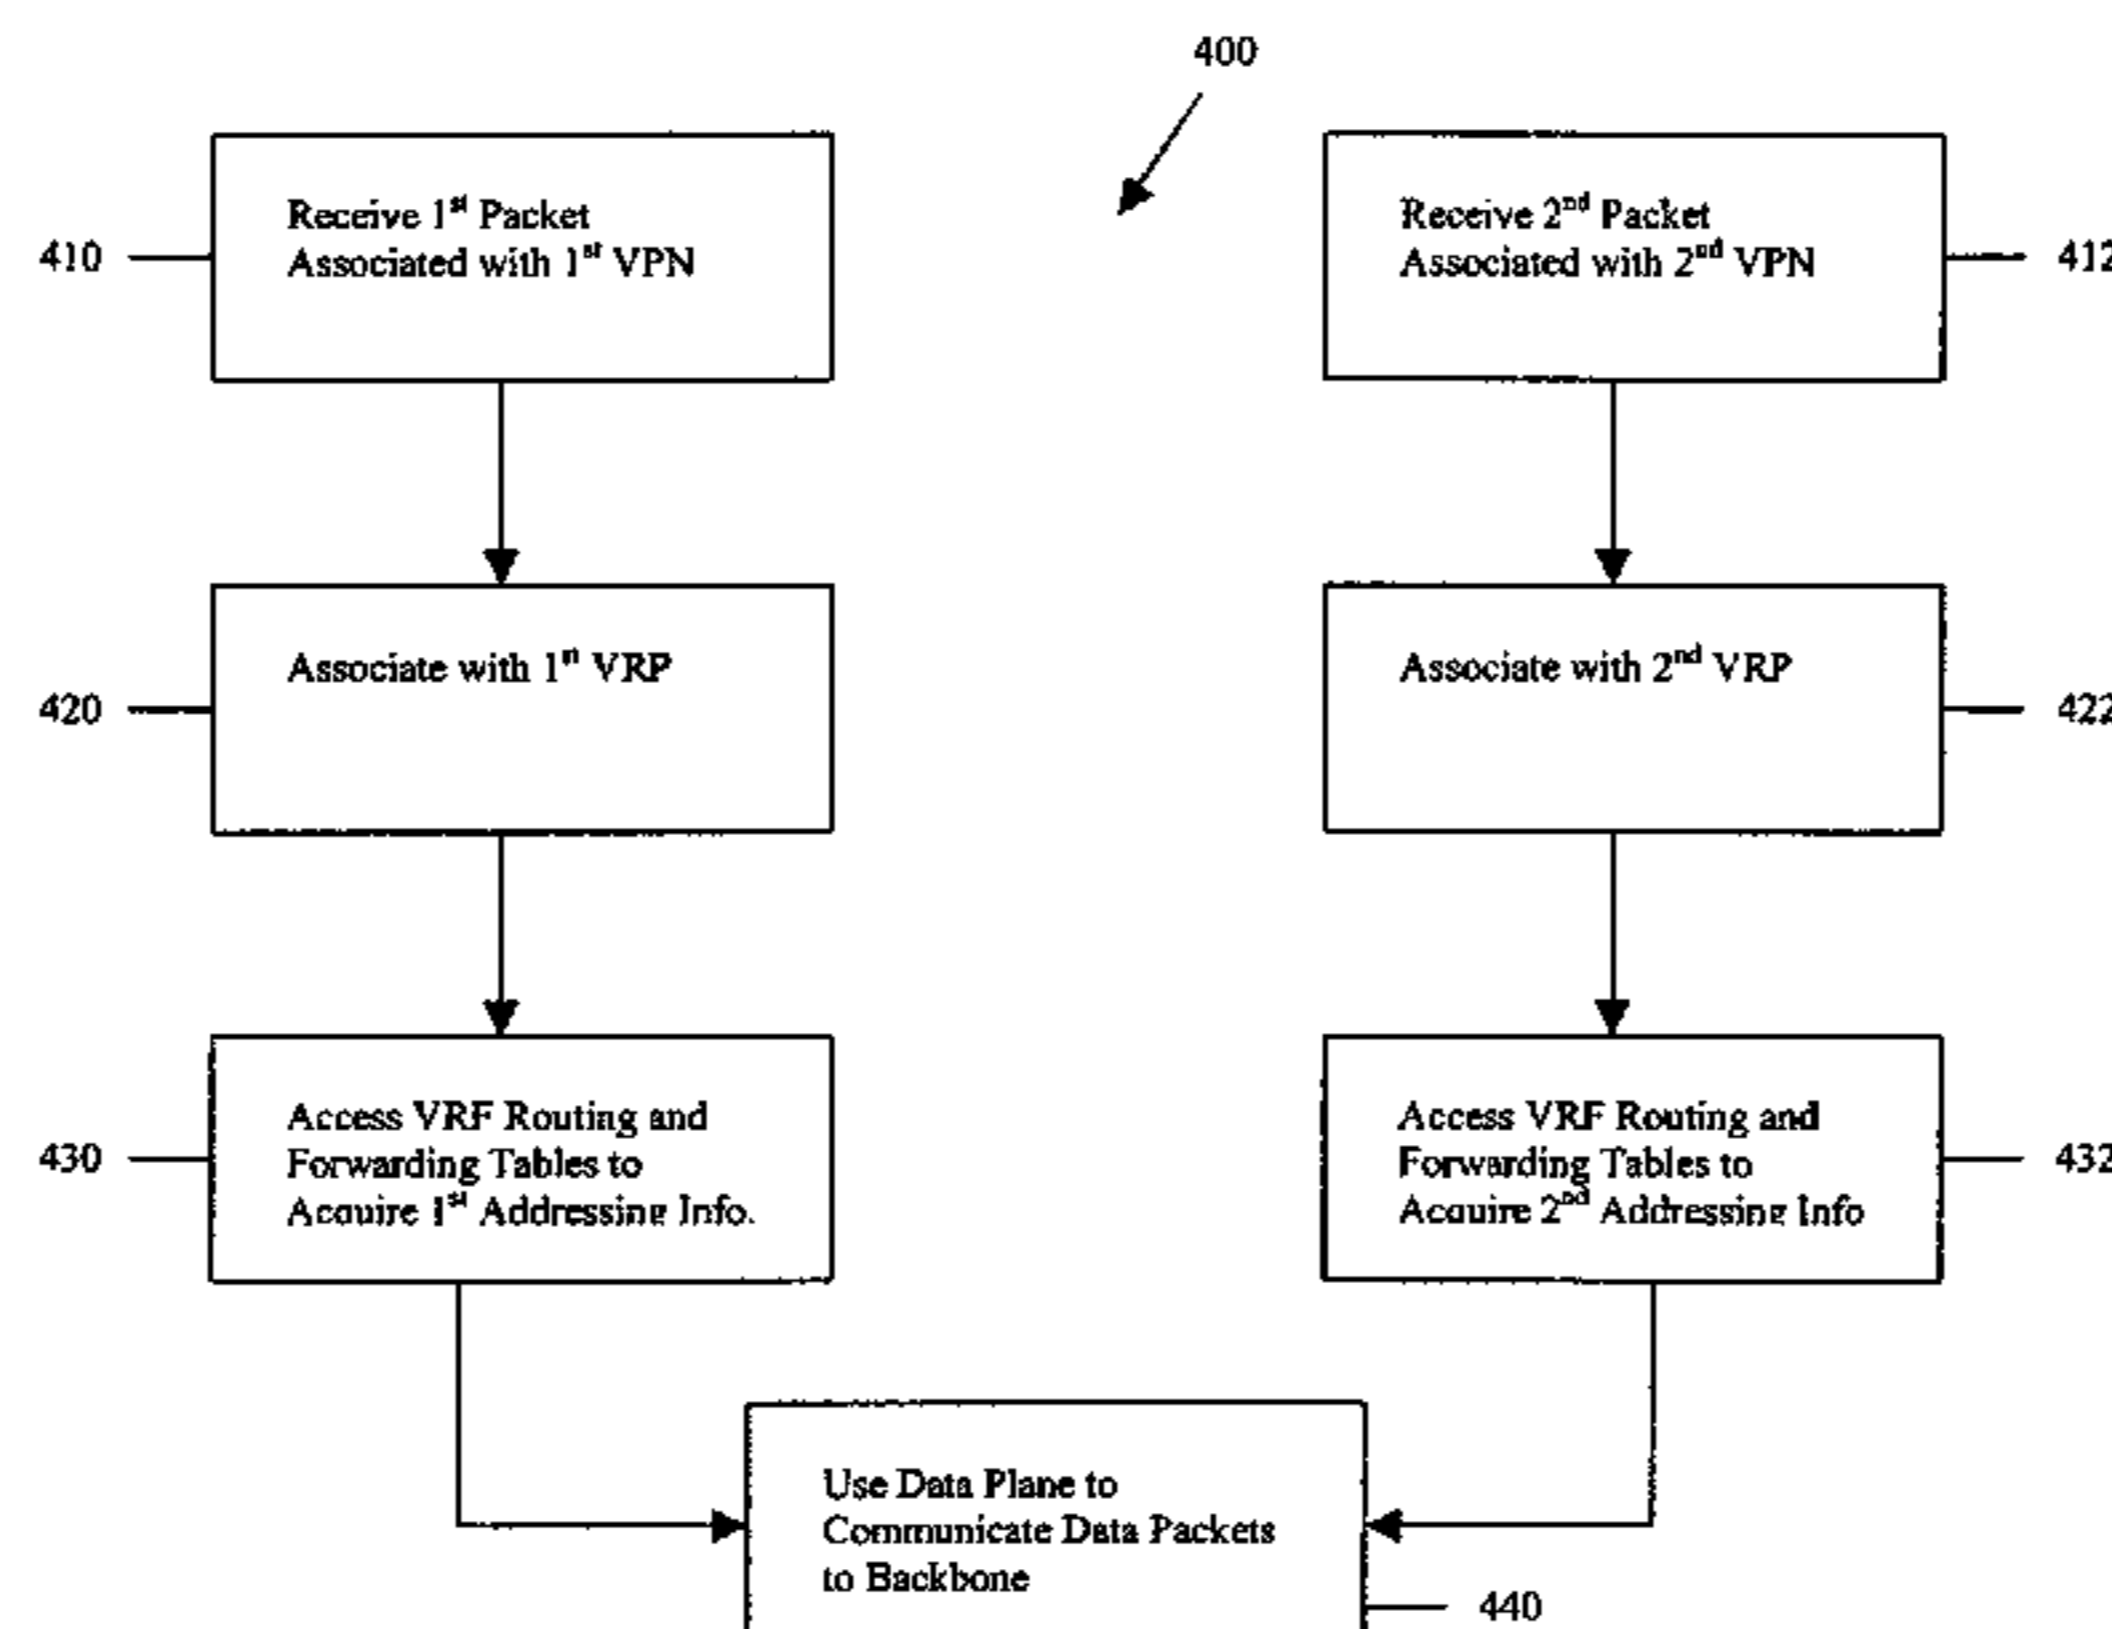 400
Receive 1st Packet
Associated with 1st VPN
410
Receive 2nd Packet
Associated with 2nd VPN
412
Associate with 1st VRP
420
Associate with 2nd VRP
422
Access VRF Routing and
Forwarding Tables to
Acquire 1st Addressing Info.
430
Access VRF Routing and
Forwarding Tables to
Acquire 2nd Addressing Info
432
Use Data Plane to
Communicate Data Packets
to Backbone
440